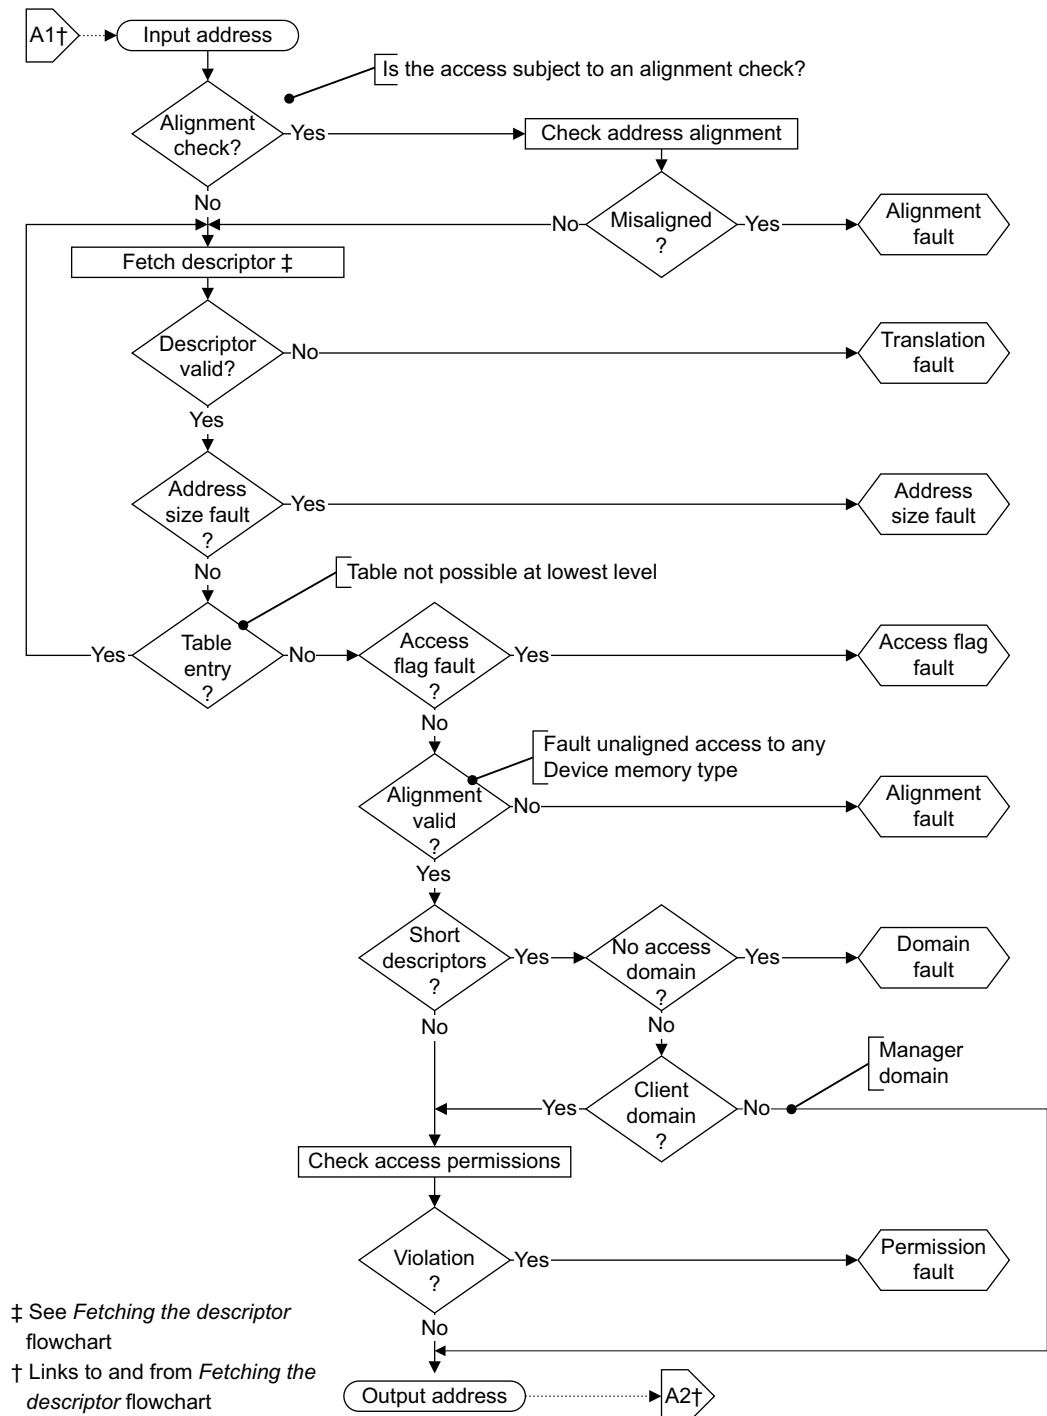 A1†
Input address
Is the access subject to an alignment check?
Alignment
check?
Yes
Check address alignment
No
Misaligned
?
No
Yes
Alignment
fault
Fetch descriptor ‡
Descriptor
valid?
No
Translation
fault
Yes
Address
size fault
?
Yes
Address
size fault
No
Table not possible at lowest level
Table
entry
?
Yes
No
Access
flag fault
?
Yes
Access flag
fault
No
Fault unaligned access to any
Device memory type
Alignment
valid
?
No
Alignment
fault
Yes
Short
descriptors
?
Yes
No access
domain
?
Yes
Domain
fault
No
No
Manager
domain
Client
domain
?
Yes
No
Check access permissions
Violation
?
Yes
Permission
fault
No
‡ See Fetching the descriptor
flowchart
† Links to and from Fetching the
descriptor flowchart
Output address
A2†